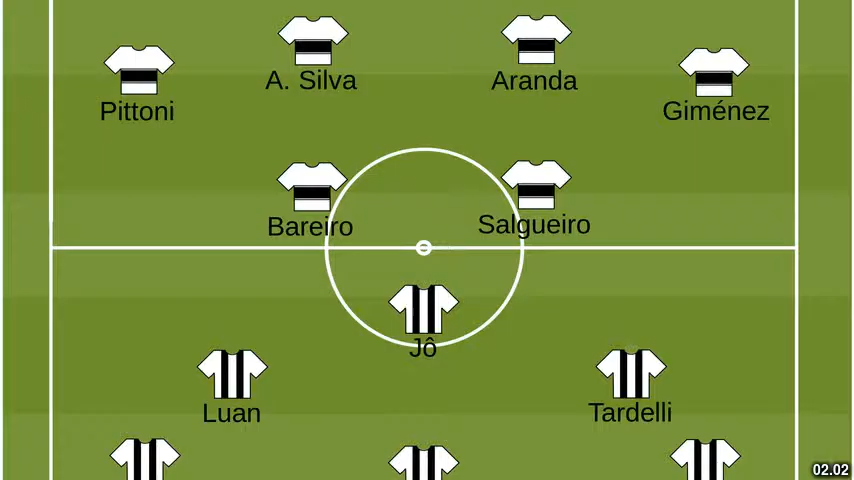 A. Silva
Aranda
Pittoni
Giménez
Bareiro
Salgueiro
Jô
Luan
Tardelli
02.02